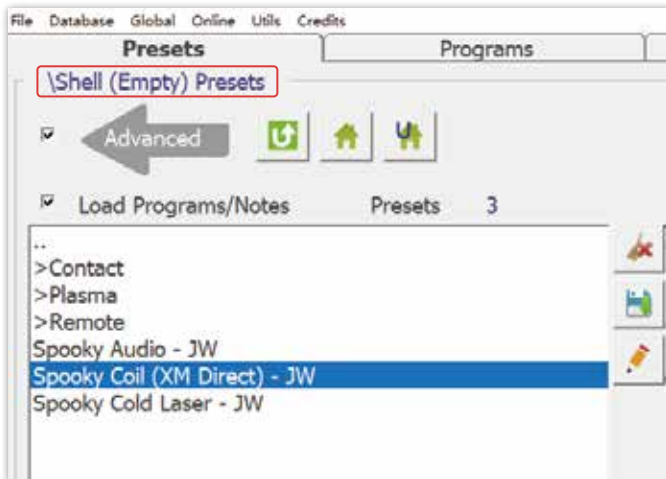 File Database Global Online Utils Credits
Presets Programs
\Shell (Empty) Presets
Advanced
Load Programs/Notes Presets 3
..
>Contact
>Plasma
>Remote
Spooky Audio - JW
Spooky Coil (XM Direct) - JW
Spooky Cold Laser - JW